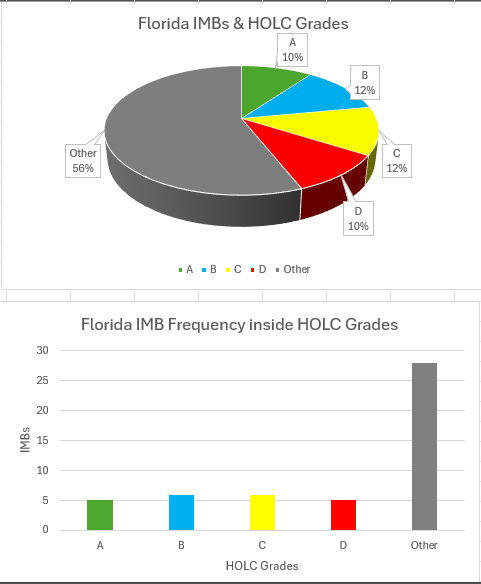 Florida IMBs & HOLC Grades
A
10%
B
12%
C
12%
D
10%
Other
56%
A B C D Other
Florida IMB Frequency inside HOLC Grades
30
25
20
15
10
5
0
IMBs
A B C D Other
HOLC Grades